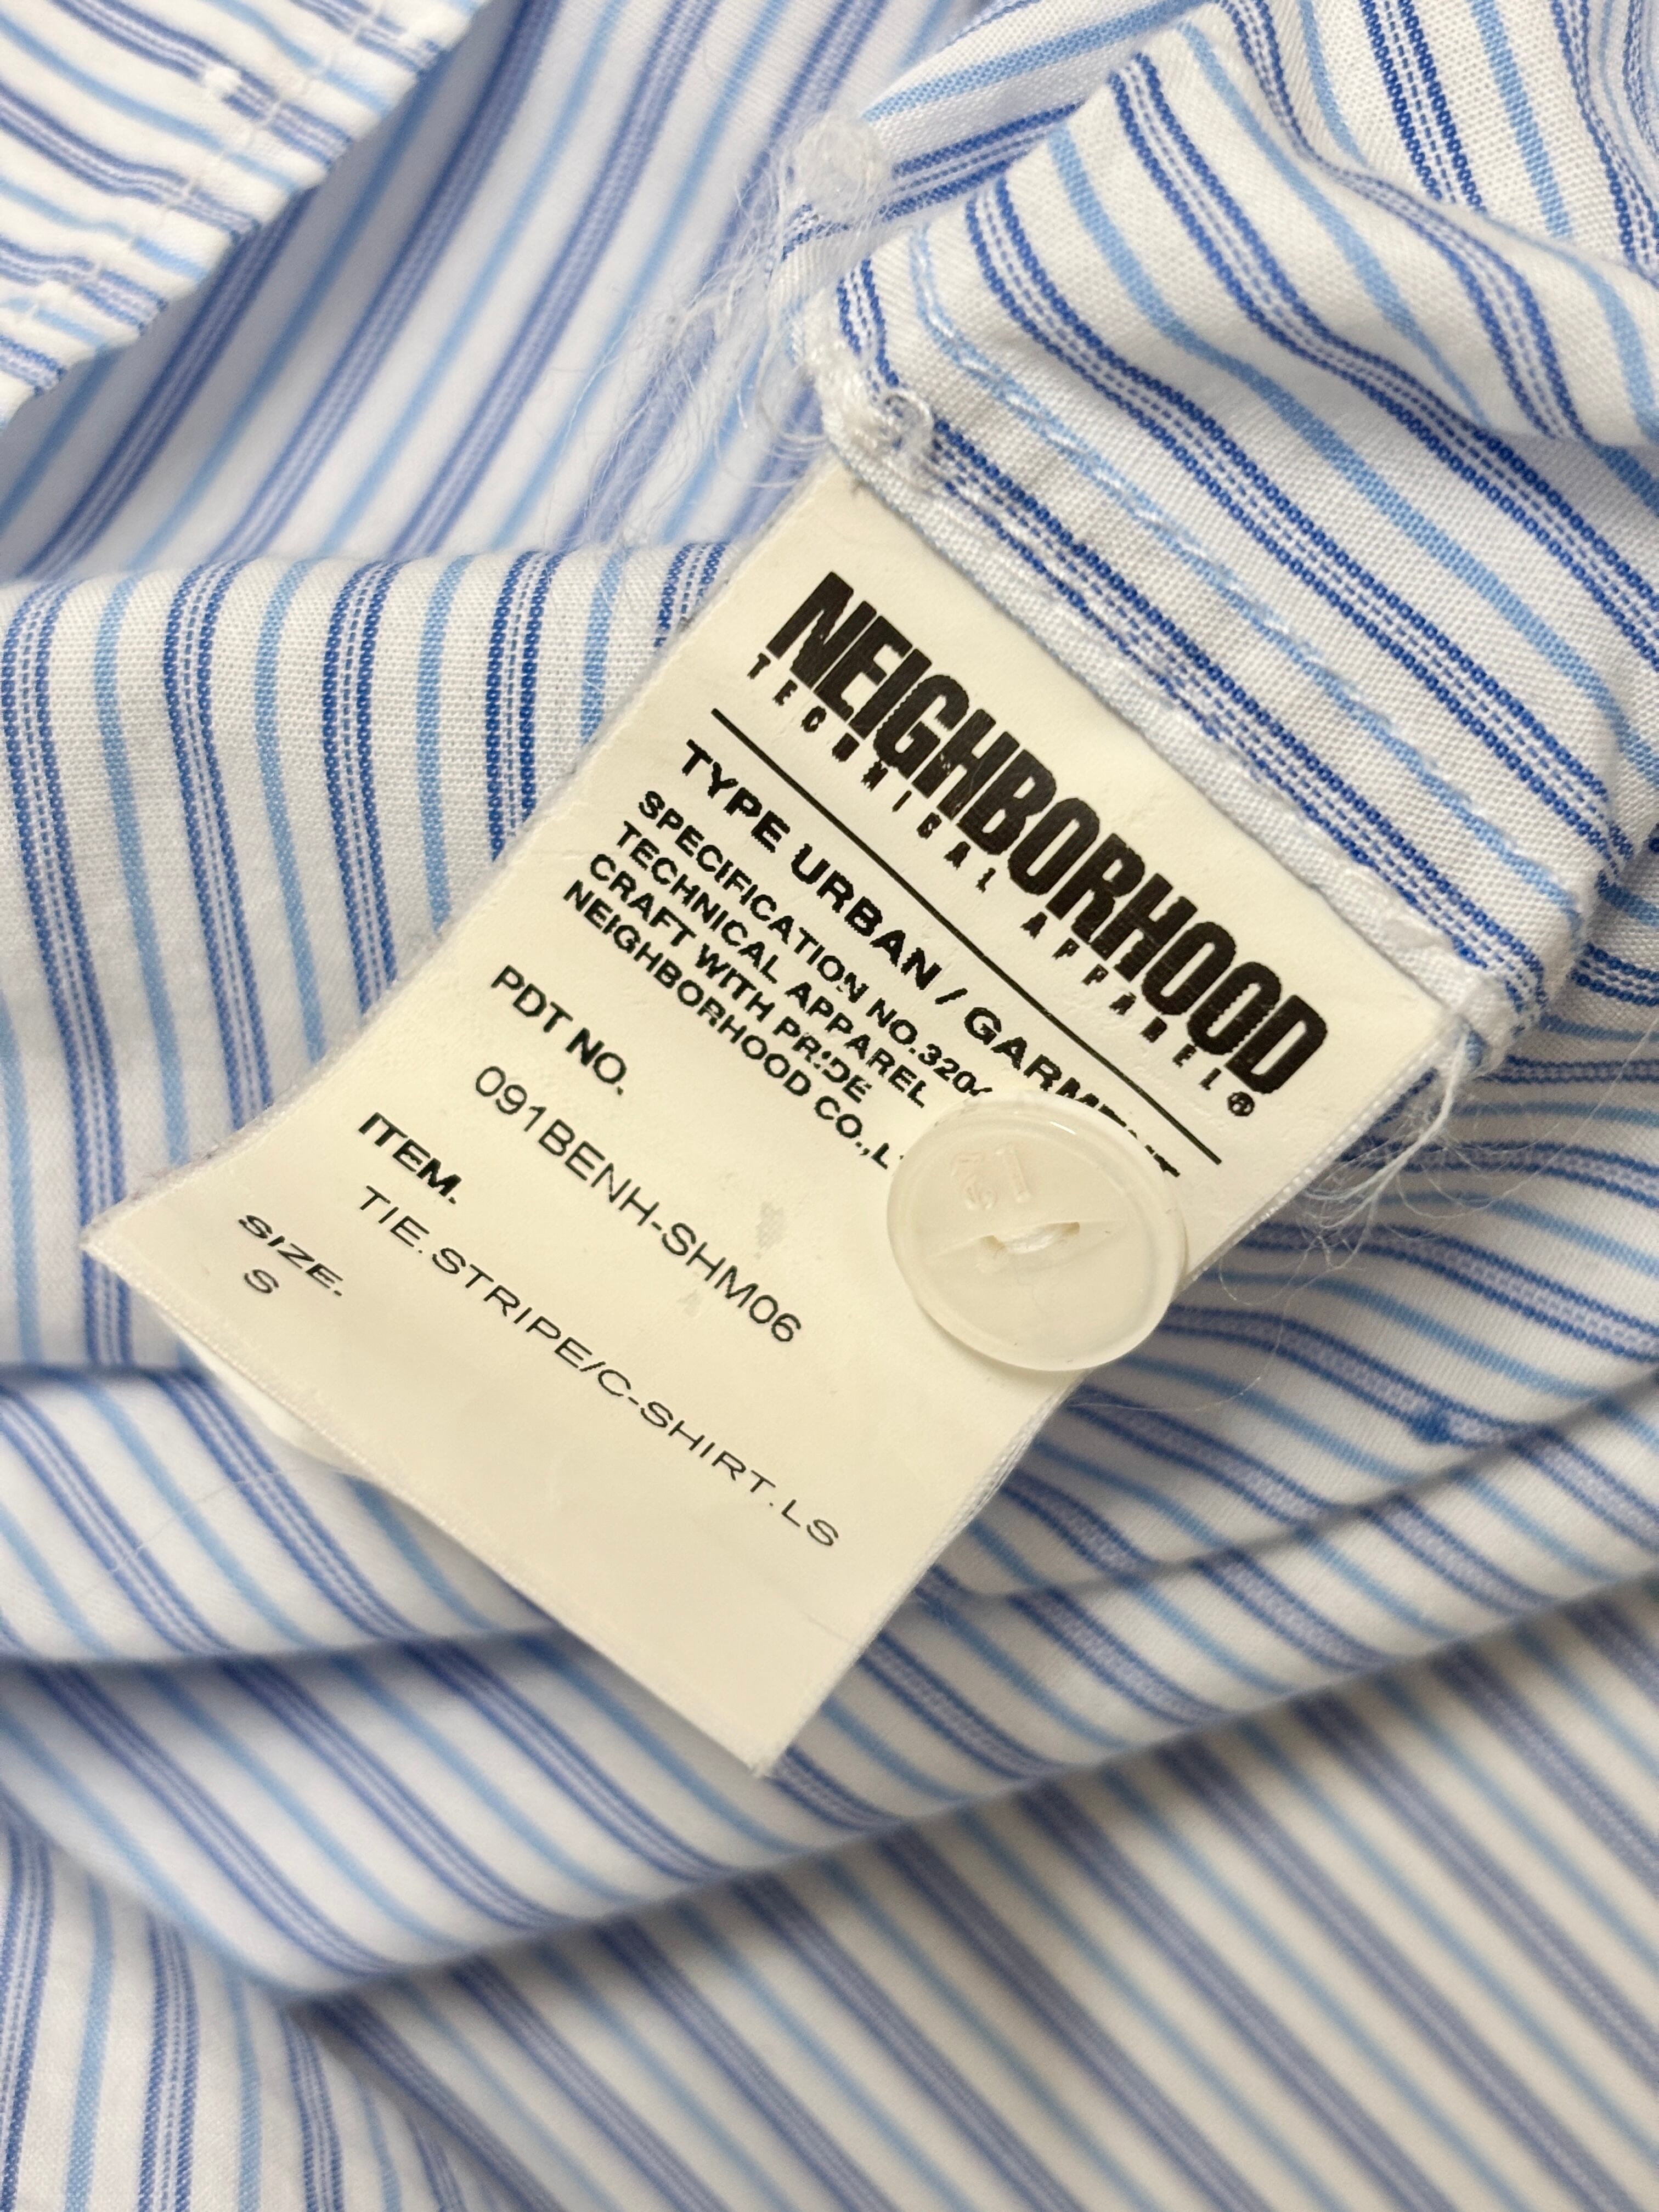 NEIGHBORHOOD®
TECHNICAL APPAREL
TYPE URBAN / GARMENT
SPECIFICATION NO.320
TECHNICAL APPAREL
CRAFT WITH PRIDE
NEIGHBORHOOD CO.,L
PDT NO.
091BENH-SHM06
ITEM.
TIE.STRIPE/C-SHIRT.LS
SIZE.
S